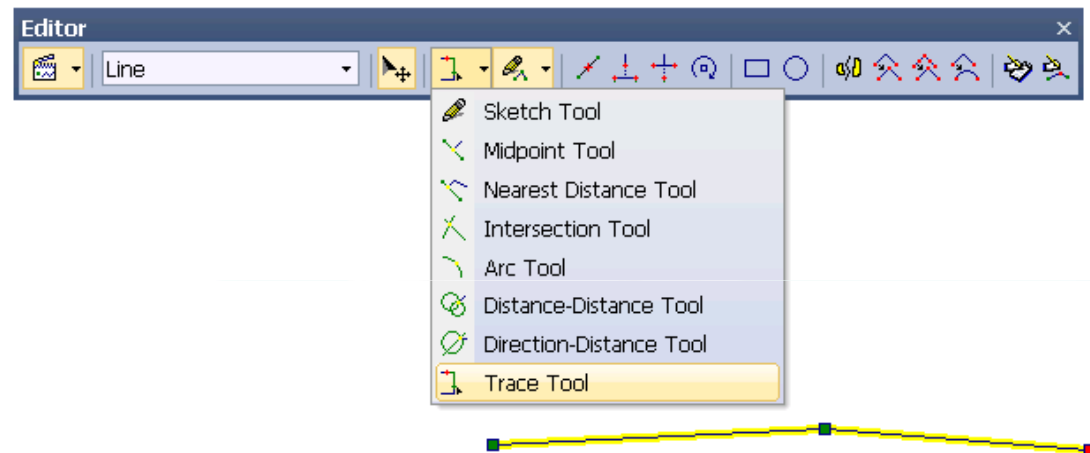 Editor
Line
Sketch Tool
Midpoint Tool
Nearest Distance Tool
Intersection Tool
Arc Tool
Distance-Distance Tool
Direction-Distance Tool
Trace Tool